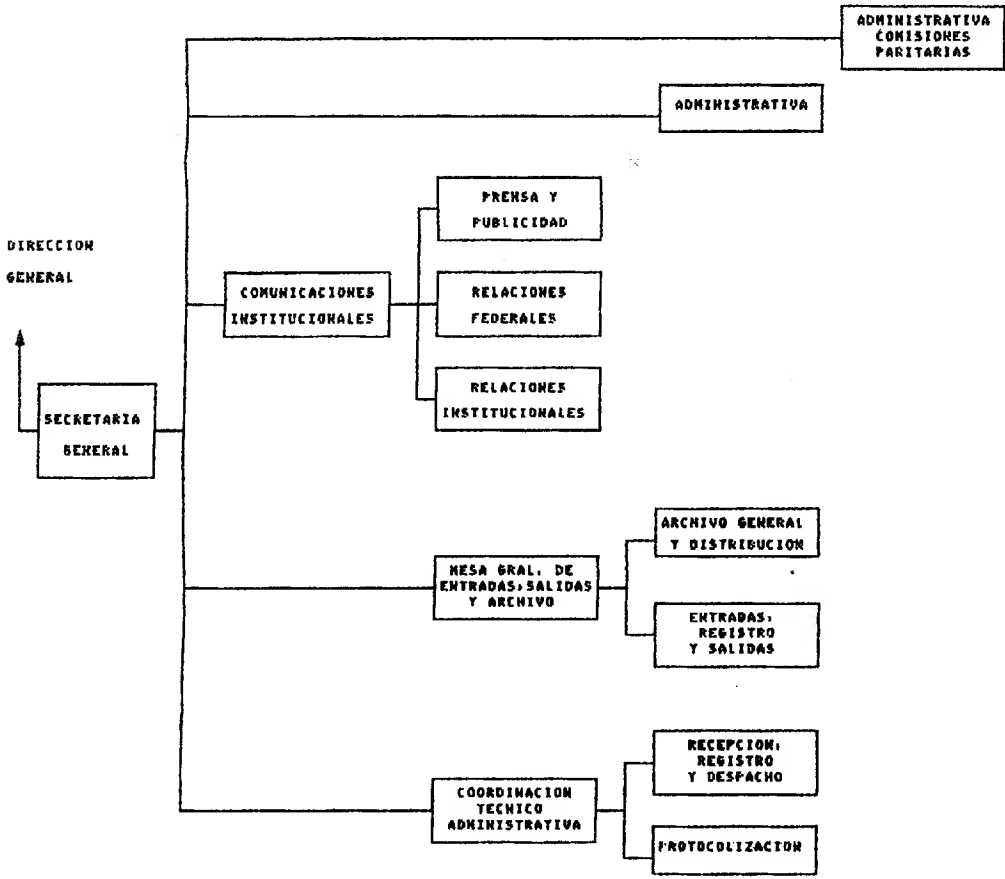 ADMINISTRATIVA
COMISIONES
PARITARIAS
ADMINISTRATIVA
PRENSA Y
PUBLICIDAD
DIRECCION
GENERAL
COMUNICACIONES
INSTITUCIONALES
RELACIONES
FEDERALES
RELACIONES
INSTITUCIONALES
SECRETARIA
GENERAL
ARCHIVO GENERAL
Y DISTRIBUCION
MESA GRAL. DE
ENTRADAS, SALIDAS
Y ARCHIVO
ENTRADAS,
REGISTRO
Y SALIDAS
RECEPCION,
REGISTRO
Y DESPACHO
COORDINACION
TECNICO
ADMINISTRATIVA
PROTOCOLIZACION